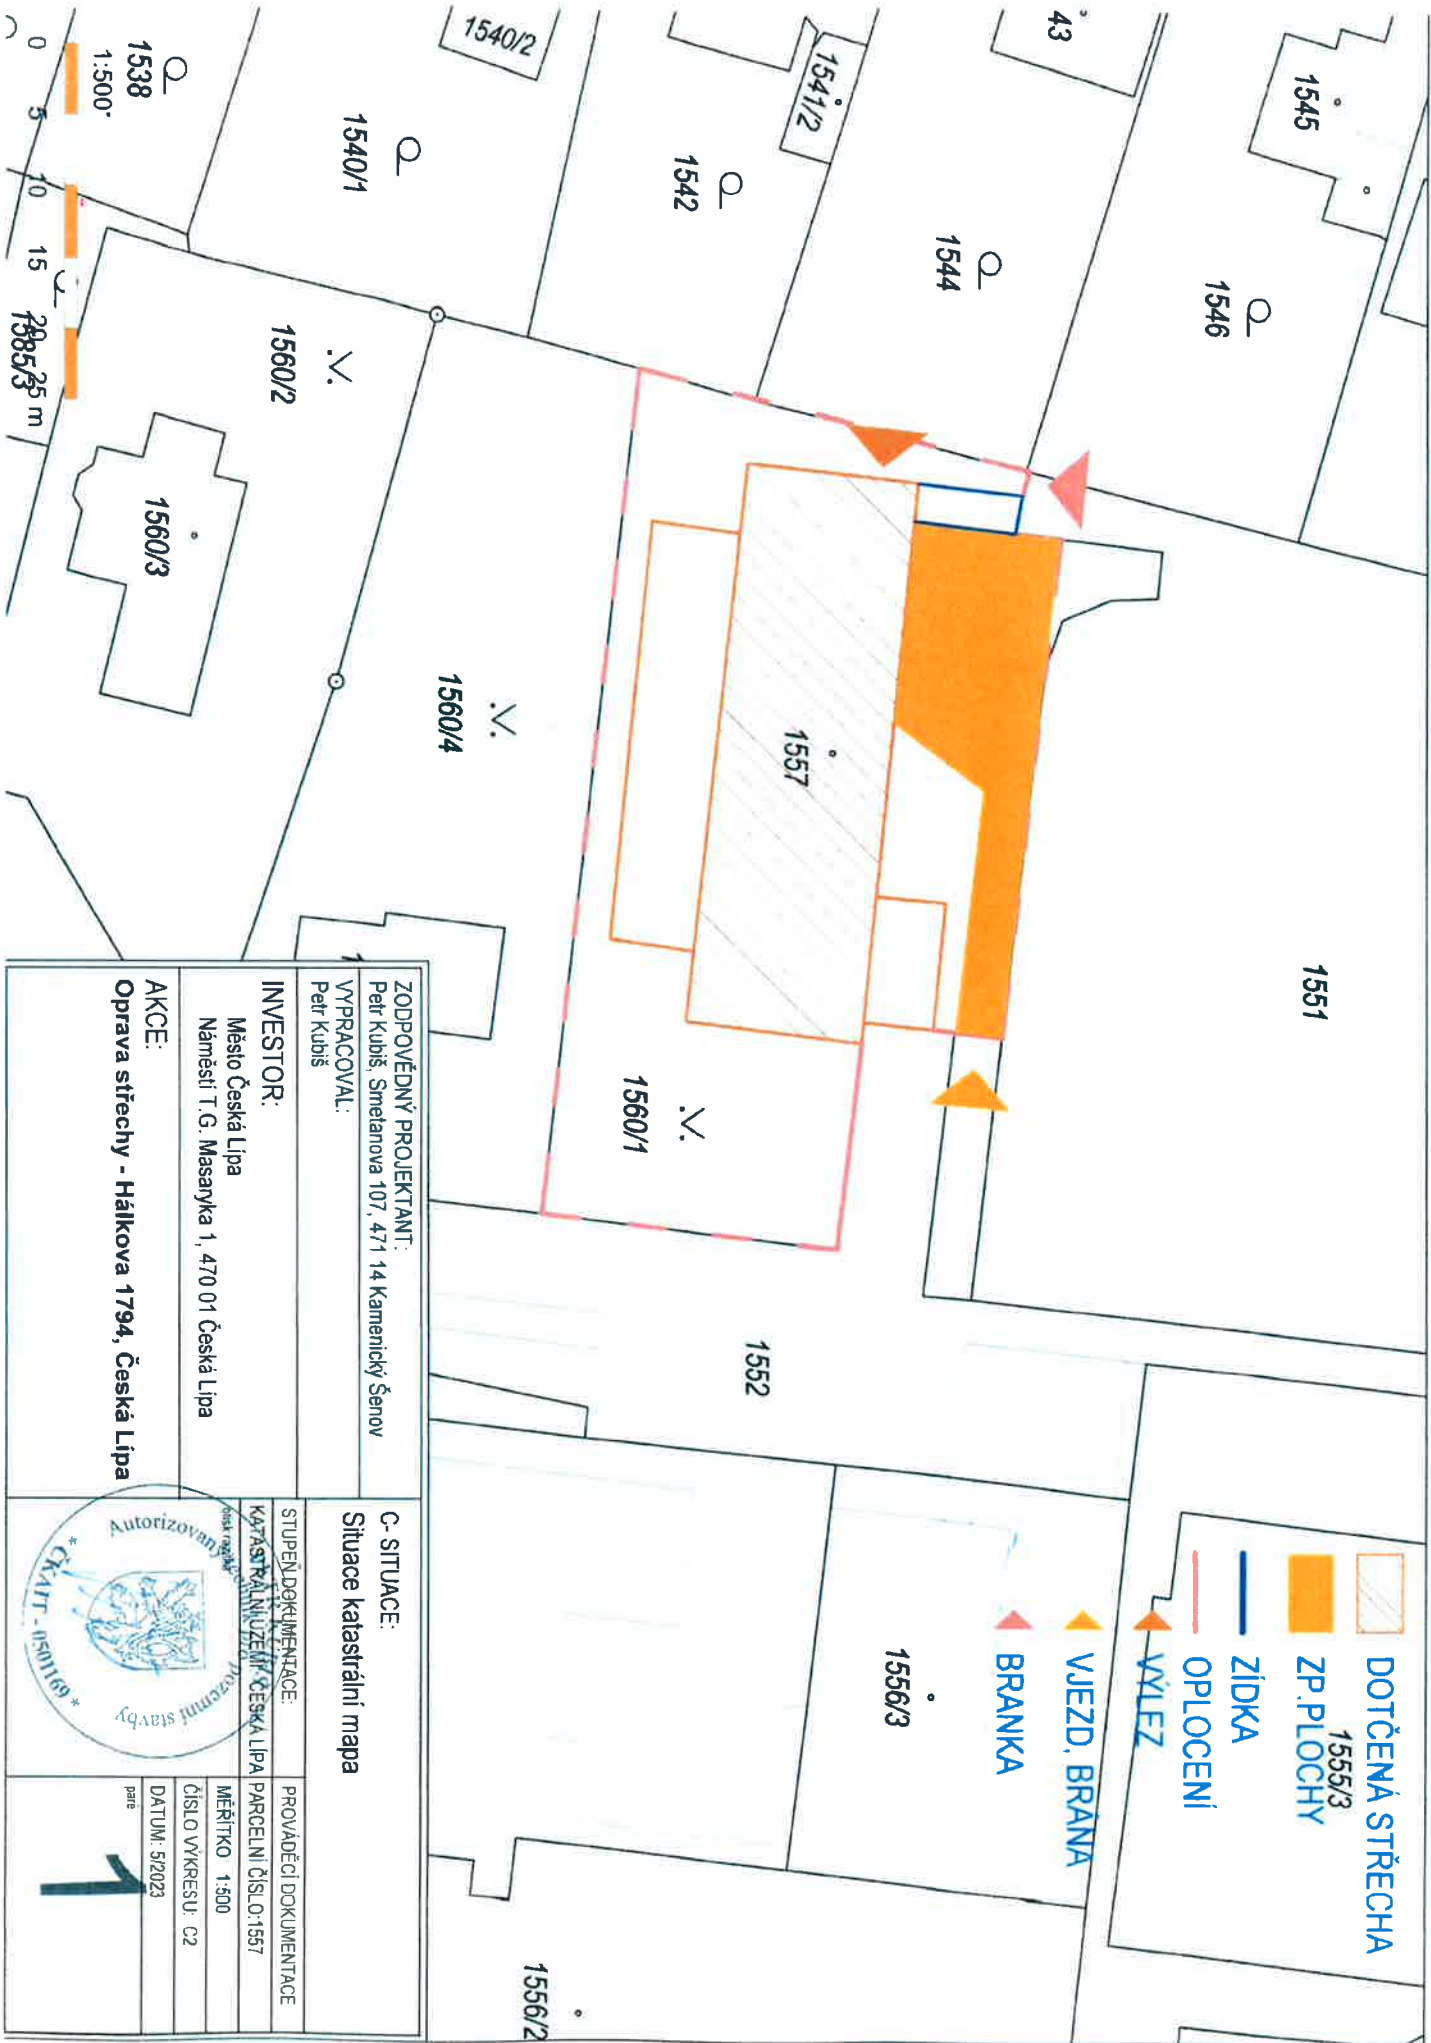 1545
43
1546
1544
1541/2
1542
1540/2
1540/1
1538
1:500
0 5 10 15 20 25 m
1585/3
1560/2
1560/3
1560/4
1557
1560/1
1551
1552
1556/3
1556/2
DOTČENÁ STŘECHA
1555/3
ZP.PLOCHY
ZÍDKA
OPLOCENÍ
VÝLEZ
VJEZD, BRÁNA
BRANKA
ZODPOVĚDNÝ PROJEKTANT:
Petr Kubiš, Smetanova 107, 471 14 Kamenický Šenov
VYPRACOVAL:
Petr Kubiš
INVESTOR:
Město Česká Lípa
Náměstí T.G. Masaryka 1, 470 01 Česká Lípa
AKCE:
Oprava střechy - Hálkova 1794, Česká Lípa
C- SITUACE:
Situace katastrální mapa
STUPEŇ DOKUMENTACE:
PROVÁDĚCÍ DOKUMENTACE
KATASTRÁLNÍ ÚZEMÍ: ČESKÁ LÍPA
PARCELNÍ ČÍSLO:1557
MĚŘÍTKO 1:500
ČÍSLO VÝKRESU: C2
DATUM: 5/2023
paré
1
Autorizovaný
pozemní stavby
* ČKAIT - 0501169 *